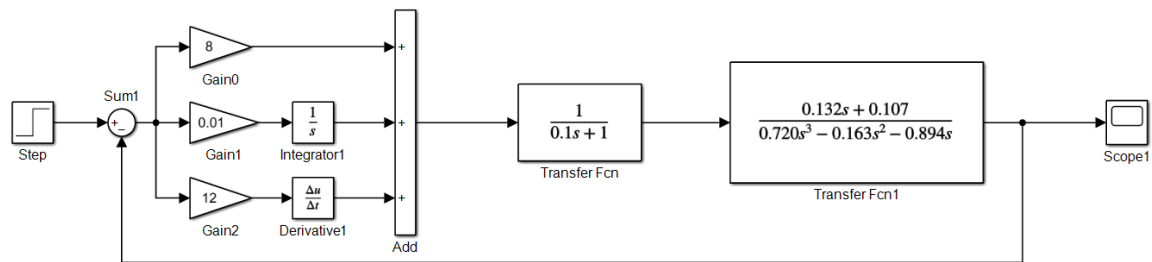 8
+
Gain0
Sum1
+
−
Step
0.01
Gain1
1
s
Integrator1
+
12
Gain2
Δu
Δt
Derivative1
+
Add
1
0.1s + 1
Transfer Fcn
0.132s + 0.107
0.720s³ − 0.163s² − 0.894s
Transfer Fcn1
Scope1